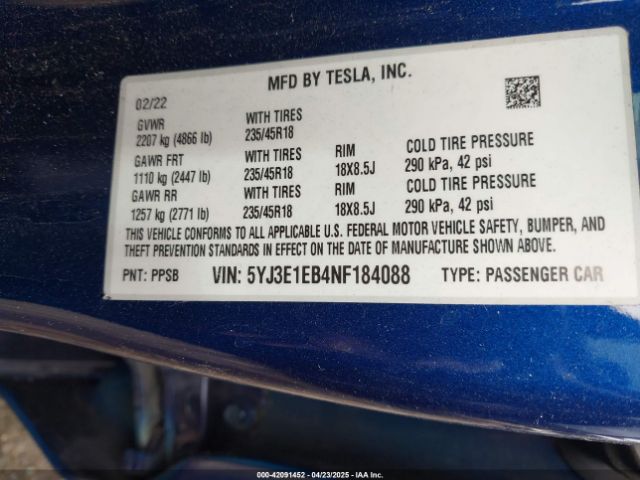 MFD BY TESLA, INC.
02/22
GVWR WITH TIRES
2207 kg (4866 lb) 235/45R18
GAWR FRT WITH TIRES RIM COLD TIRE PRESSURE
1110 kg (2447 lb) 235/45R18 18X8.5J 290 kPa, 42 psi
GAWR RR WITH TIRES RIM COLD TIRE PRESSURE
1257 kg (2771 lb) 235/45R18 18X8.5J 290 kPa, 42 psi
THIS VEHICLE CONFORMS TO ALL APPLICABLE U.S. FEDERAL MOTOR VEHICLE SAFETY, BUMPER, AND
THEFT PREVENTION STANDARDS IN EFFECT ON THE DATE OF MANUFACTURE SHOWN ABOVE.
PNT: PPSB VIN: 5YJ3E1EB4NF184088 TYPE: PASSENGER CAR
000-42091452 - 04/23/2025 - IAA Inc.